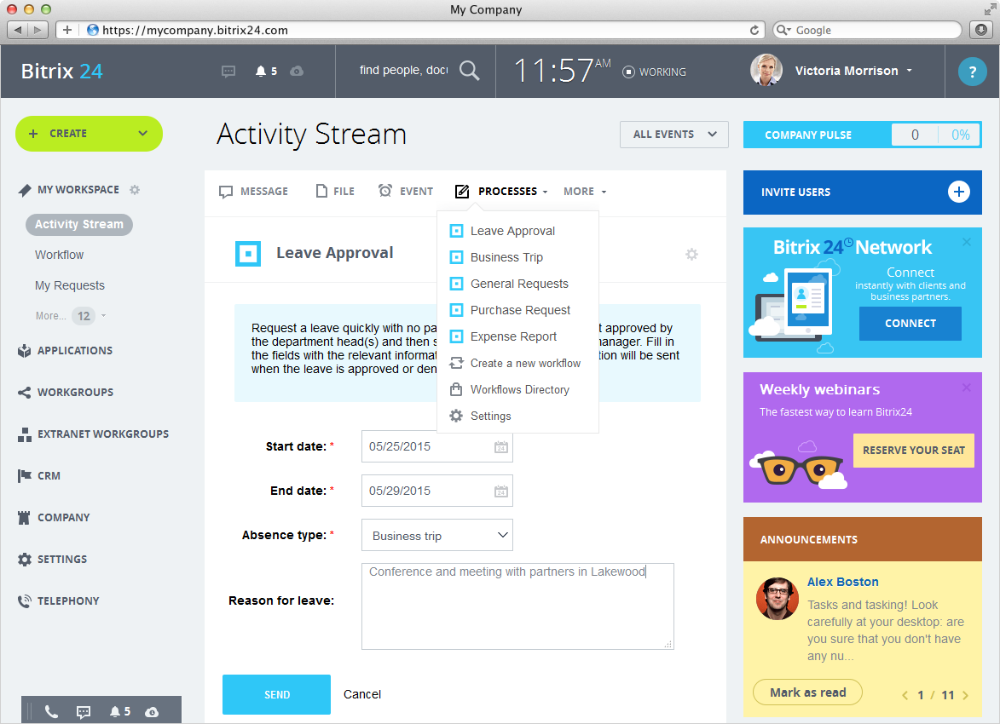 My Company
https://mycompany.bitrix24.com
Google
Bitrix 24
5
find people, docu
11:57 AM
WORKING
Victoria Morrison
?
+ CREATE
Activity Stream
ALL EVENTS
COMPANY PULSE 0 0%
MY WORKSPACE
Activity Stream
Workflow
My Requests
More... 12
APPLICATIONS
WORKGROUPS
EXTRANET WORKGROUPS
CRM
COMPANY
SETTINGS
TELEPHONY
5
MESSAGE FILE EVENT PROCESSES MORE
Leave Approval
Business Trip
General Requests
Purchase Request
Expense Report
Create a new workflow
Workflows Directory
Settings
Leave Approval
Request a leave quickly with no pa t approved by
the department head(s) and then s manager. Fill in
the fields with the relevant informat tion will be sent
when the leave is approved or den
Start date: * 05/25/2015 24
End date: * 05/29/2015 24
Absence type: * Business trip
Reason for leave: Conference and meeting with partners in Lakewood
SEND Cancel
INVITE USERS
Bitrix 24 Network
Connect
instantly with clients and
business partners.
CONNECT
Weekly webinars
The fastest way to learn Bitrix24
RESERVE YOUR SEAT
ANNOUNCEMENTS
Alex Boston
Tasks and tasking! Look
carefully at your desktop: are
you sure that you don't have
any nu...
Mark as read
1 / 11